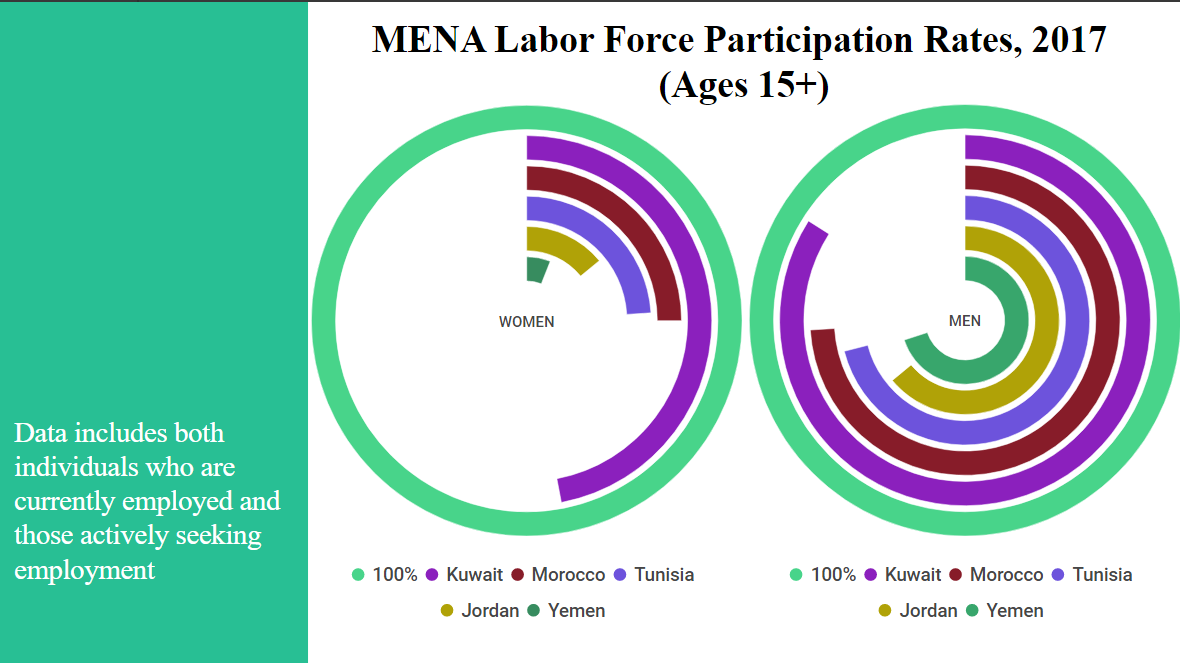 MENA Labor Force Participation Rates, 2017
(Ages 15+)
Data includes both
individuals who are
currently employed and
those actively seeking
employment
WOMEN
100% Kuwait Morocco Tunisia
Jordan Yemen
MEN
100% Kuwait Morocco Tunisia
Jordan Yemen